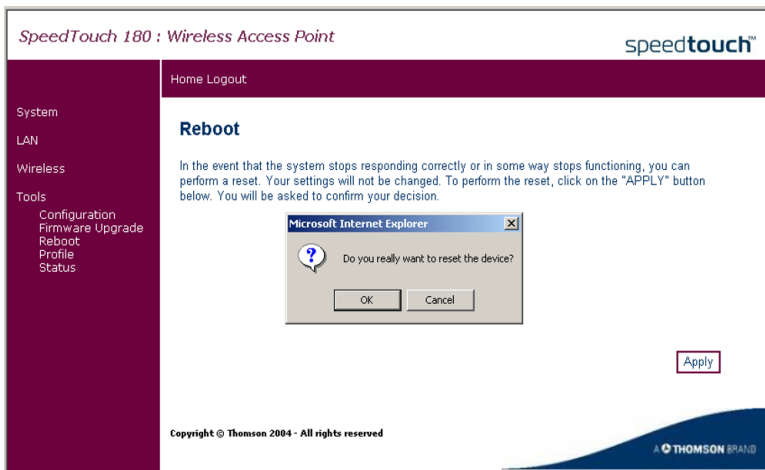 SpeedTouch 180 : Wireless Access Point
speedtouch™
Home Logout
System
LAN
Wireless
Tools
Configuration
Firmware Upgrade
Reboot
Profile
Status
Reboot
In the event that the system stops responding correctly or in some way stops functioning, you can
perform a reset. Your settings will not be changed. To perform the reset, click on the "APPLY" button
below. You will be asked to confirm your decision.
Microsoft Internet Explorer
Do you really want to reset the device?
OK
Cancel
Apply
Copyright © Thomson 2004 - All rights reserved
A THOMSON BRAND